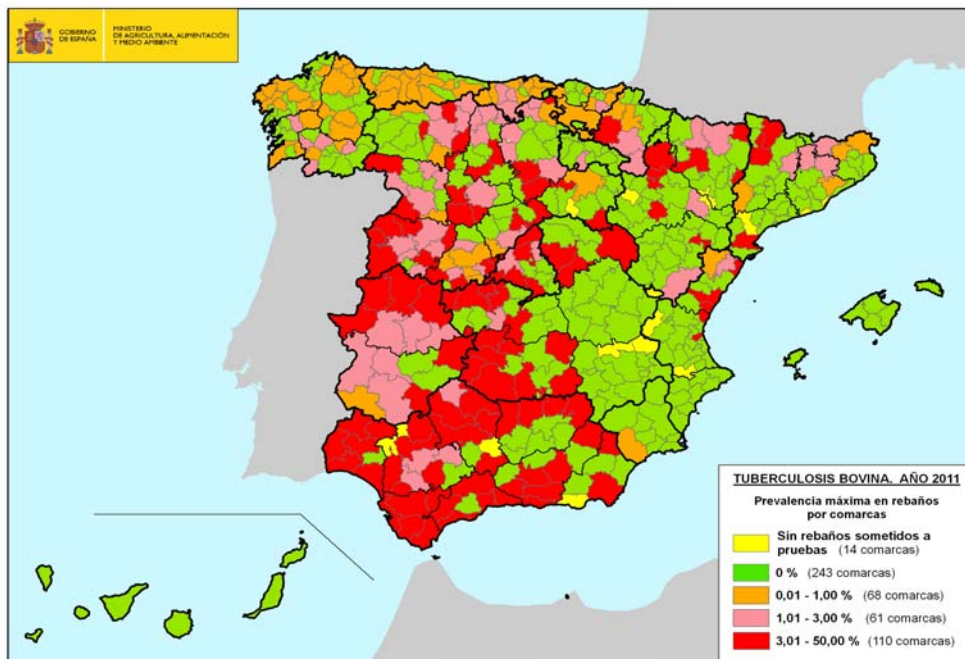 GOBIERNO
DE ESPAÑA
MINISTERIO
DE AGRICULTURA, ALIMENTACIÓN
Y MEDIO AMBIENTE
TUBERCULOSIS BOVINA. AÑO 2011
Prevalencia máxima en rebaños
por comarcas
Sin rebaños sometidos a
pruebas (14 comarcas)
0 % (243 comarcas)
0,01 - 1,00 % (68 comarcas)
1,01 - 3,00 % (61 comarcas)
3,01 - 50,00 % (110 comarcas)